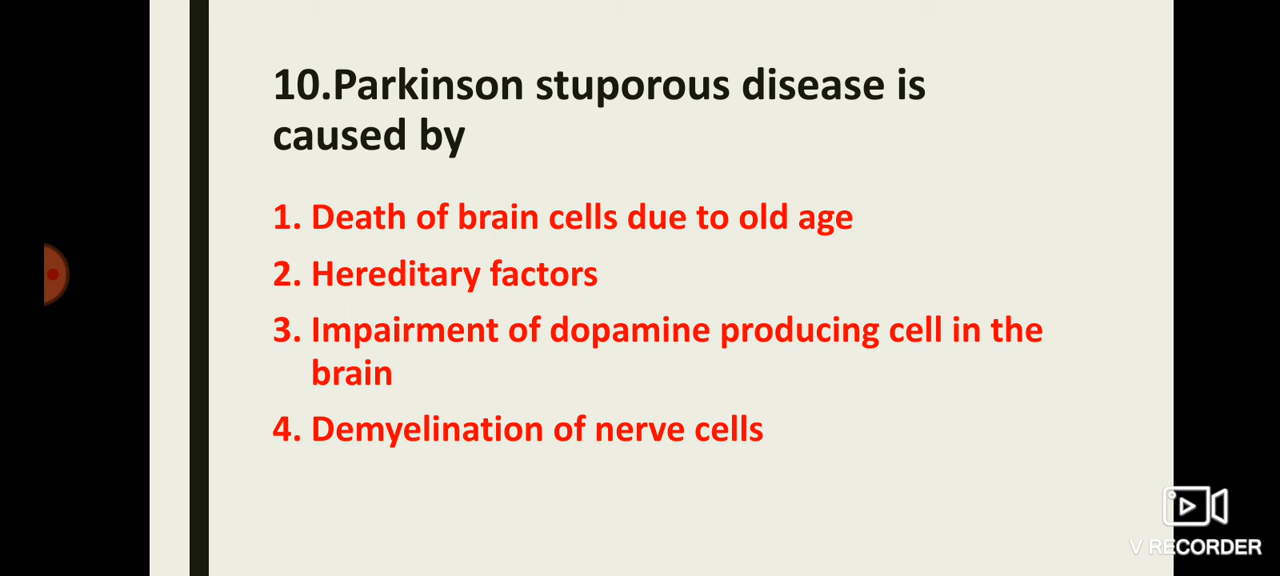 10.Parkinson stuporous disease is
caused by
1. Death of brain cells due to old age
2. Hereditary factors
3. Impairment of dopamine producing cell in the
brain
4. Demyelination of nerve cells
V RECORDER